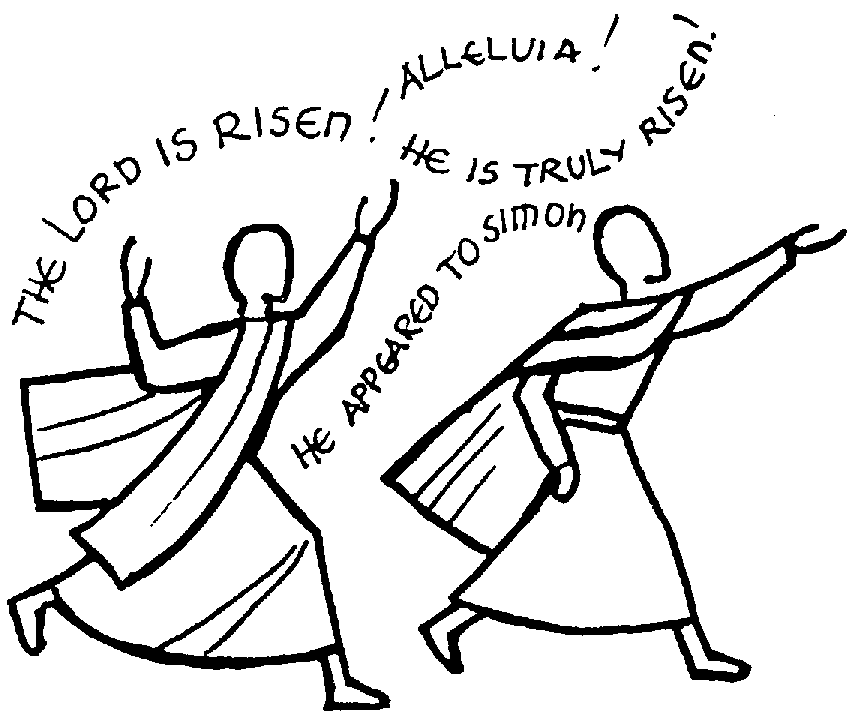 THE LORD IS RISEN!
ALLELUIA!
HE IS TRULY RISEN!
HE APPEARED TO SIMON